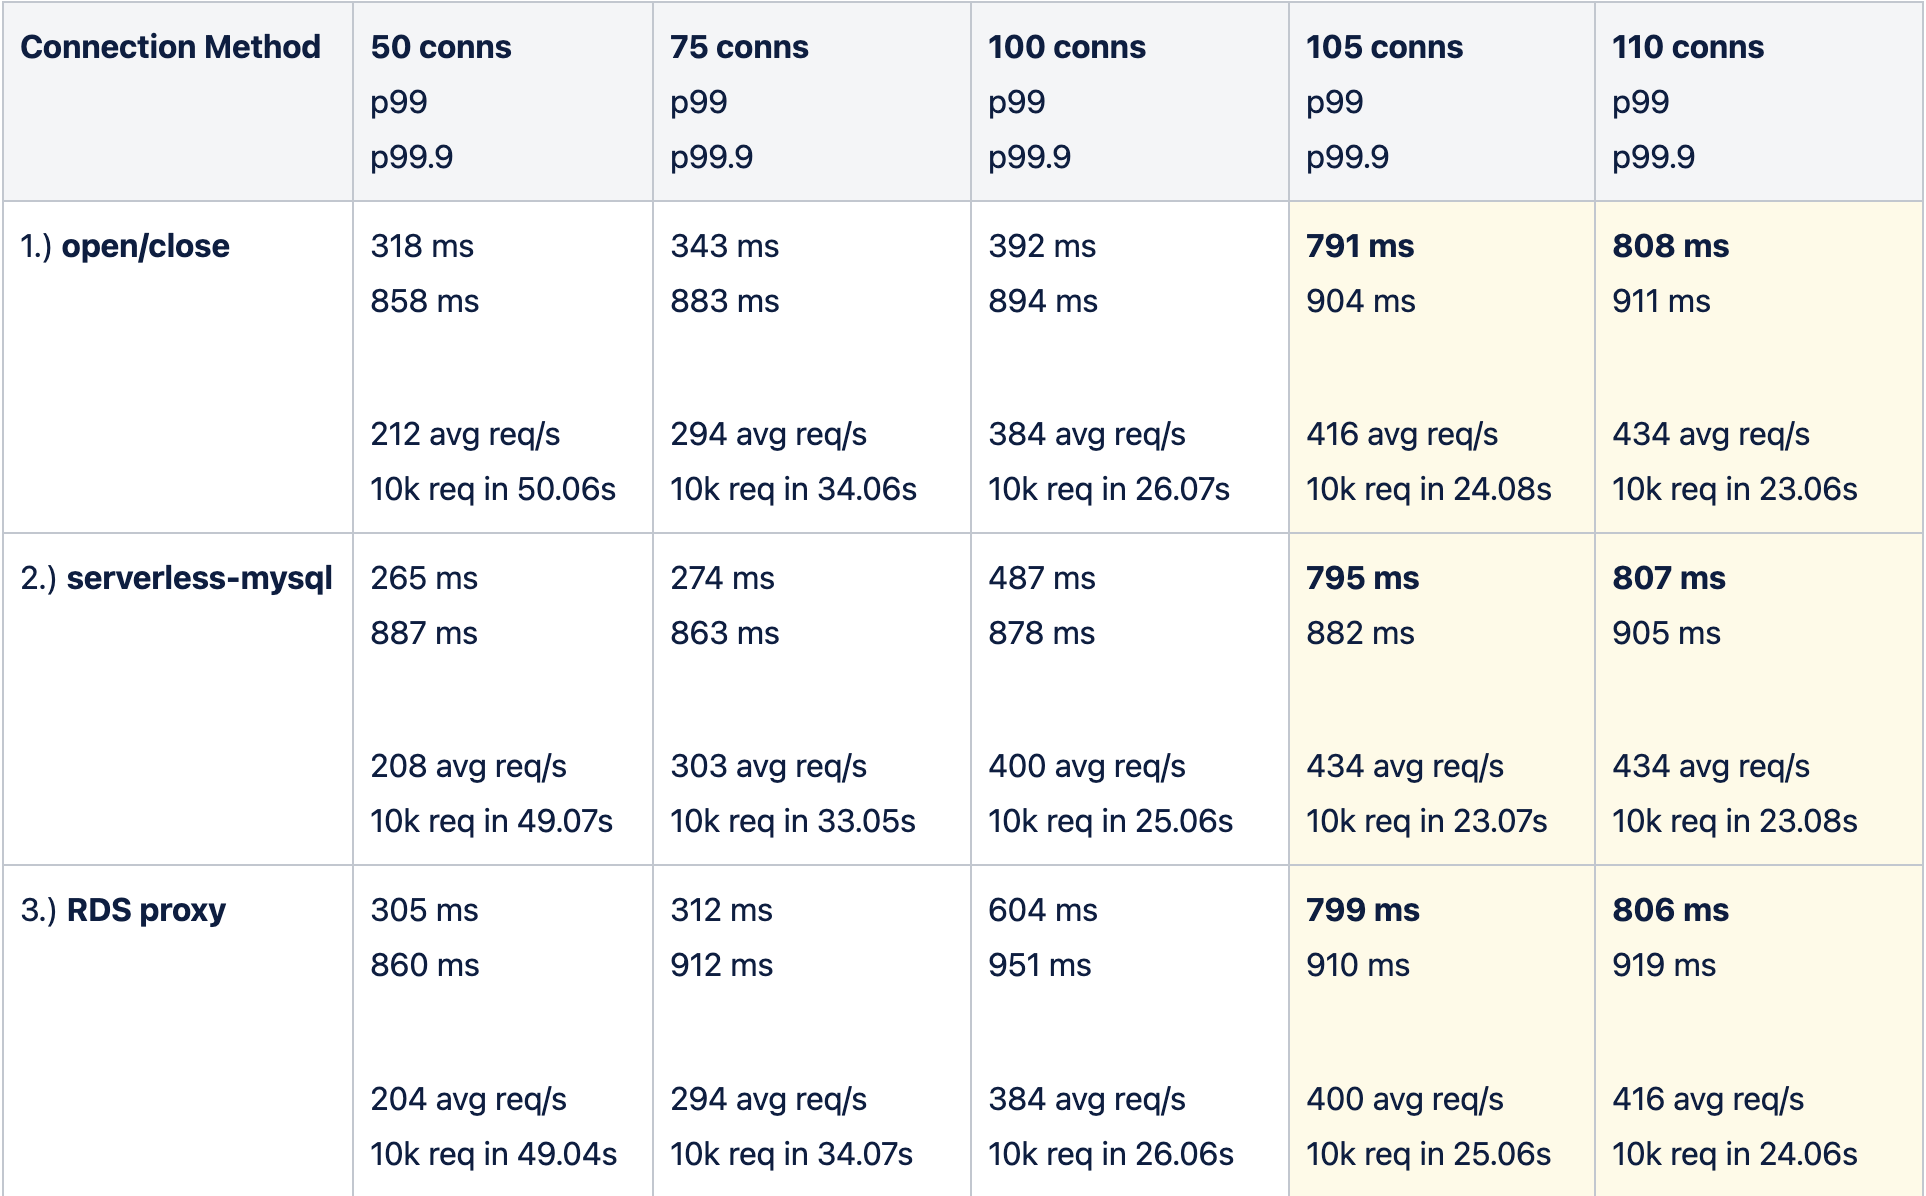 Connection Method
50 conns
p99
p99.9
75 conns
p99
p99.9
100 conns
p99
p99.9
105 conns
p99
p99.9
110 conns
p99
p99.9
1.) open/close
318 ms
858 ms
212 avg req/s
10k req in 50.06s
343 ms
883 ms
294 avg req/s
10k req in 34.06s
392 ms
894 ms
384 avg req/s
10k req in 26.07s
791 ms
904 ms
416 avg req/s
10k req in 24.08s
808 ms
911 ms
434 avg req/s
10k req in 23.06s
2.) serverless-mysql
265 ms
887 ms
208 avg req/s
10k req in 49.07s
274 ms
863 ms
303 avg req/s
10k req in 33.05s
487 ms
878 ms
400 avg req/s
10k req in 25.06s
795 ms
882 ms
434 avg req/s
10k req in 23.07s
807 ms
905 ms
434 avg req/s
10k req in 23.08s
3.) RDS proxy
305 ms
860 ms
204 avg req/s
10k req in 49.04s
312 ms
912 ms
294 avg req/s
10k req in 34.07s
604 ms
951 ms
384 avg req/s
10k req in 26.06s
799 ms
910 ms
400 avg req/s
10k req in 25.06s
806 ms
919 ms
416 avg req/s
10k req in 24.06s